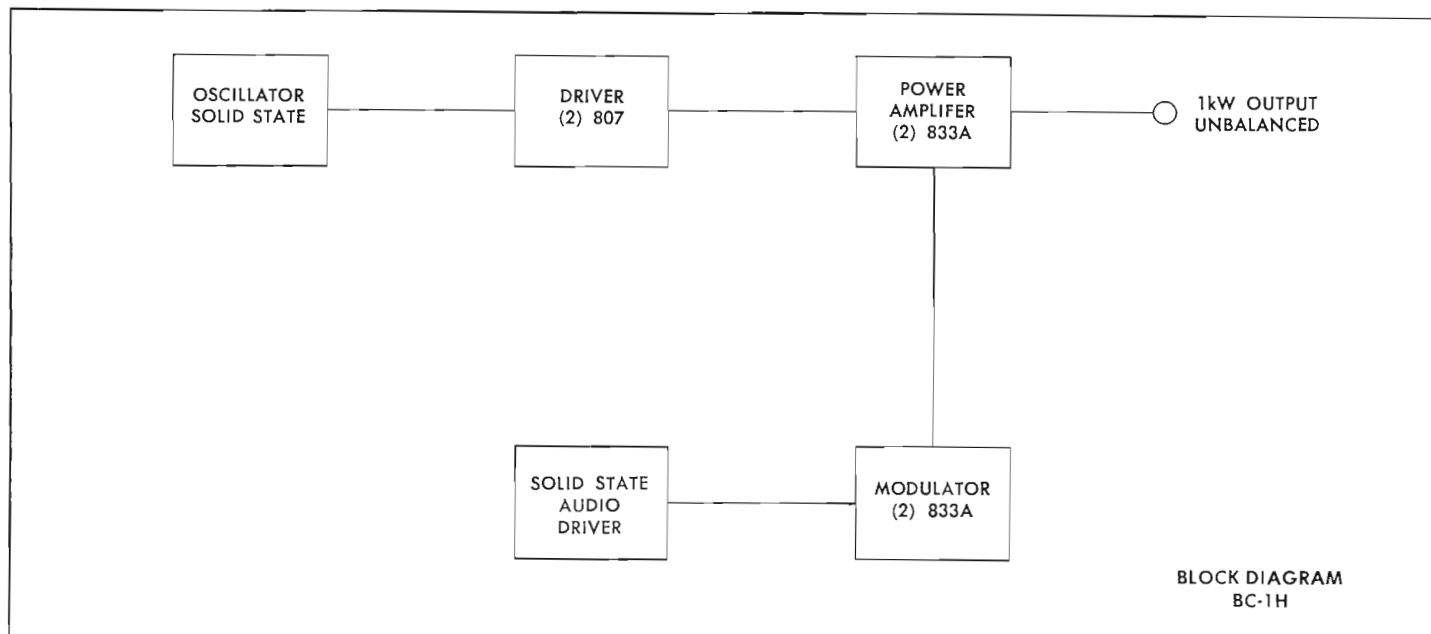 OSCILLATOR
SOLID STATE
DRIVER
(2) 807
POWER
AMPLIFER
(2) 833A
1kW OUTPUT
UNBALANCED
SOLID STATE
AUDIO
DRIVER
MODULATOR
(2) 833A
BLOCK DIAGRAM
BC-1H